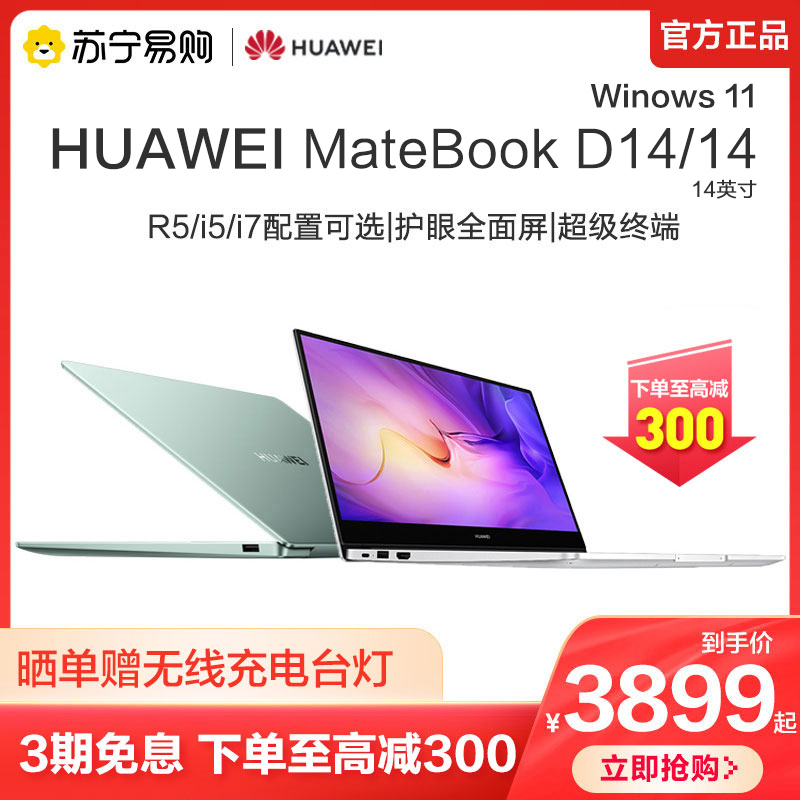 苏宁易购 HUAWEI 官方正品
Winows 11
HUAWEI MateBook D14/14
14英寸
R5/i5/i7配置可选|护眼全面屏|超级终端
下单至高减
300
HUAWEI
HUAWEI
晒单赠无线充电台灯
到手价
¥3899起
3期免息 下单至高减300
立即抢购>